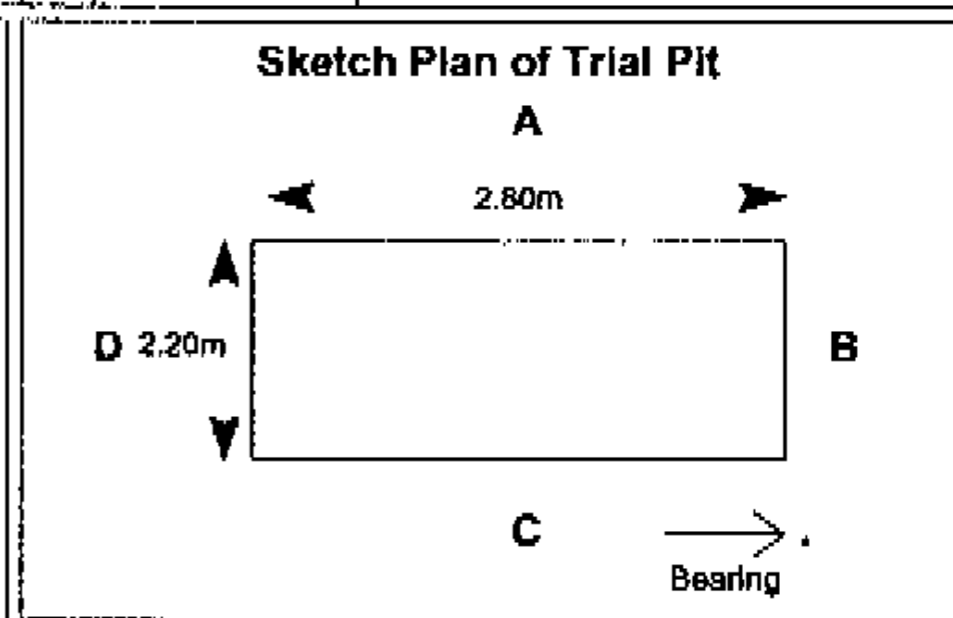 Sketch Plan of Trial Pit
A
2.80m
D 2.20m B
C
Bearing